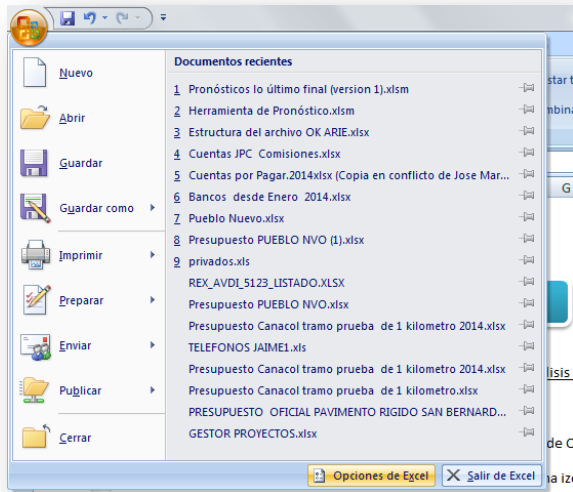 Documentos recientes
Nuevo
Abrir
Guardar
Guardar como
Imprimir
Preparar
Enviar
Publicar
Cerrar
1 Pronósticos lo último final (version 1).xlsm
2 Herramienta de Pronóstico.xlsm
3 Estructura del archivo OK ARIE.xlsx
4 Cuentas JPC Comisiones.xlsx
5 Cuentas por Pagar.2014xlsx (Copia en conflicto de Jose Mar...
6 Bancos desde Enero 2014.xlsx
7 Pueblo Nuevo.xlsx
8 Presupuesto PUEBLO NVO (1).xlsx
9 privados.xls
REX_AVDI_5123_LISTADO.XLSX
Presupuesto PUEBLO NVO.xlsx
Presupuesto Canacol tramo prueba de 1 kilometro 2014.xlsx
TELEFONOS JAIME1.xls
Presupuesto Canacol tramo prueba de 1 kilometro 2014.xlsx
Presupuesto Canacol tramo prueba de 1 kilometro.xlsx
PRESUPUESTO OFICIAL PAVIMENTO RIGIDO SAN BERNARD...
GESTOR PROYECTOS.xlsx
Opciones de Excel
Salir de Excel
star t
mbina
G
lisis
de C
na iz